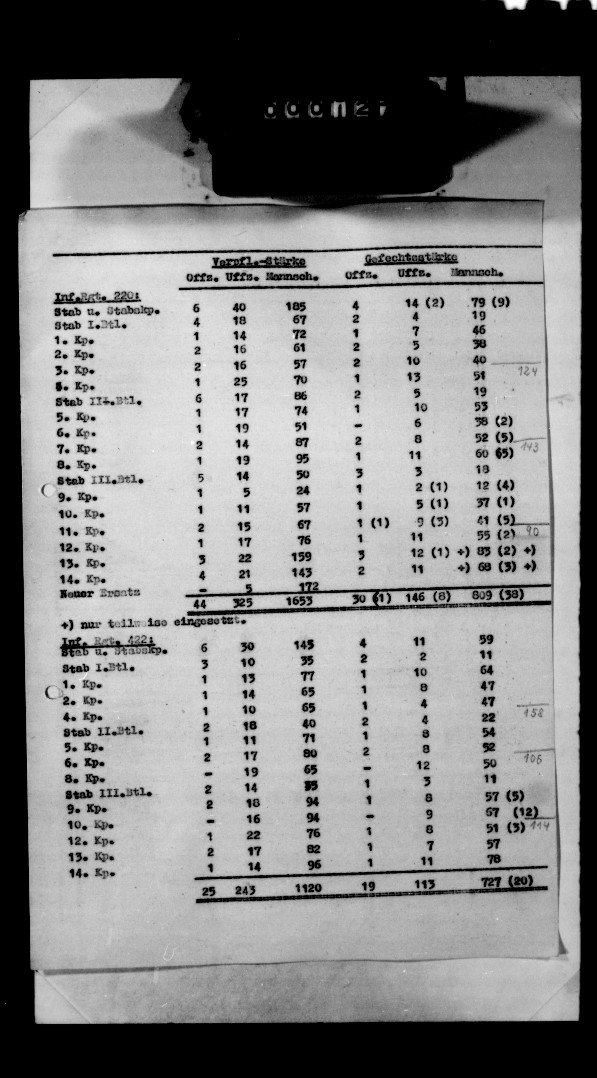 000127
Verpfl.-Stärke Gefechtsstärke
Offz. Uffz. Mannsch. Offz. Uffz. Mannsch.
Inf.Rgt. 220:
Stab u. Stabskp. 6 40 185 4 14 (2) 79 (9)
Stab I.Btl. 4 18 67 2 4 19
1. Kp. 1 14 72 1 7 46
2. Kp. 2 16 61 2 5 38
3. Kp. 2 16 57 2 10 40
4. Kp. 1 25 70 1 13 51
124
Stab II.Btl. 6 17 86 2 5 19
5. Kp. 1 17 74 1 10 53
6. Kp. 1 19 51 - 6 38 (2)
7. Kp. 2 14 87 2 8 52 (5)
143
8. Kp. 1 19 95 1 11 60 (5)
Stab III.Btl. 5 14 50 3 3 18
9. Kp. 1 5 24 1 2 (1) 12 (4)
10. Kp. 1 11 57 1 5 (1) 37 (1)
11. Kp. 2 15 67 1 (1) 9 (3) 41 (5)
90
12. Kp. 1 17 76 1 11 55 (2)
13. Kp. 3 22 159 3 12 (1) +) 83 (2) +)
14. Kp. 4 21 143 2 11 +) 68 (3) +)
Neuer Ersatz - 5 172
44 325 1653 30 (1) 146 (8) 809 (38)
+) nur teilweise eingesetzt.
Inf. Rgt. 422:
Stab u. Stabskp. 6 30 145 4 11 59
Stab I.Btl. 3 10 35 2 2 11
1. Kp. 1 13 77 1 10 64
2. Kp. 1 14 65 1 8 47
4. Kp. 1 10 65 1 4 47
158
Stab II.Btl. 2 18 40 2 4 22
5. Kp. 1 11 71 1 8 54
6. Kp. 2 17 80 2 8 52
106
8. Kp. - 19 65 - 12 50
Stab III.Btl. 2 14 35 1 3 11
9. Kp. 2 18 94 1 8 57 (5)
10. Kp. - 16 94 - 9 67 (12)
114
12. Kp. 1 22 76 1 8 51 (3)
13. Kp. 2 17 82 1 7 57
14. Kp. 1 14 96 1 11 78
25 243 1120 19 113 727 (20)